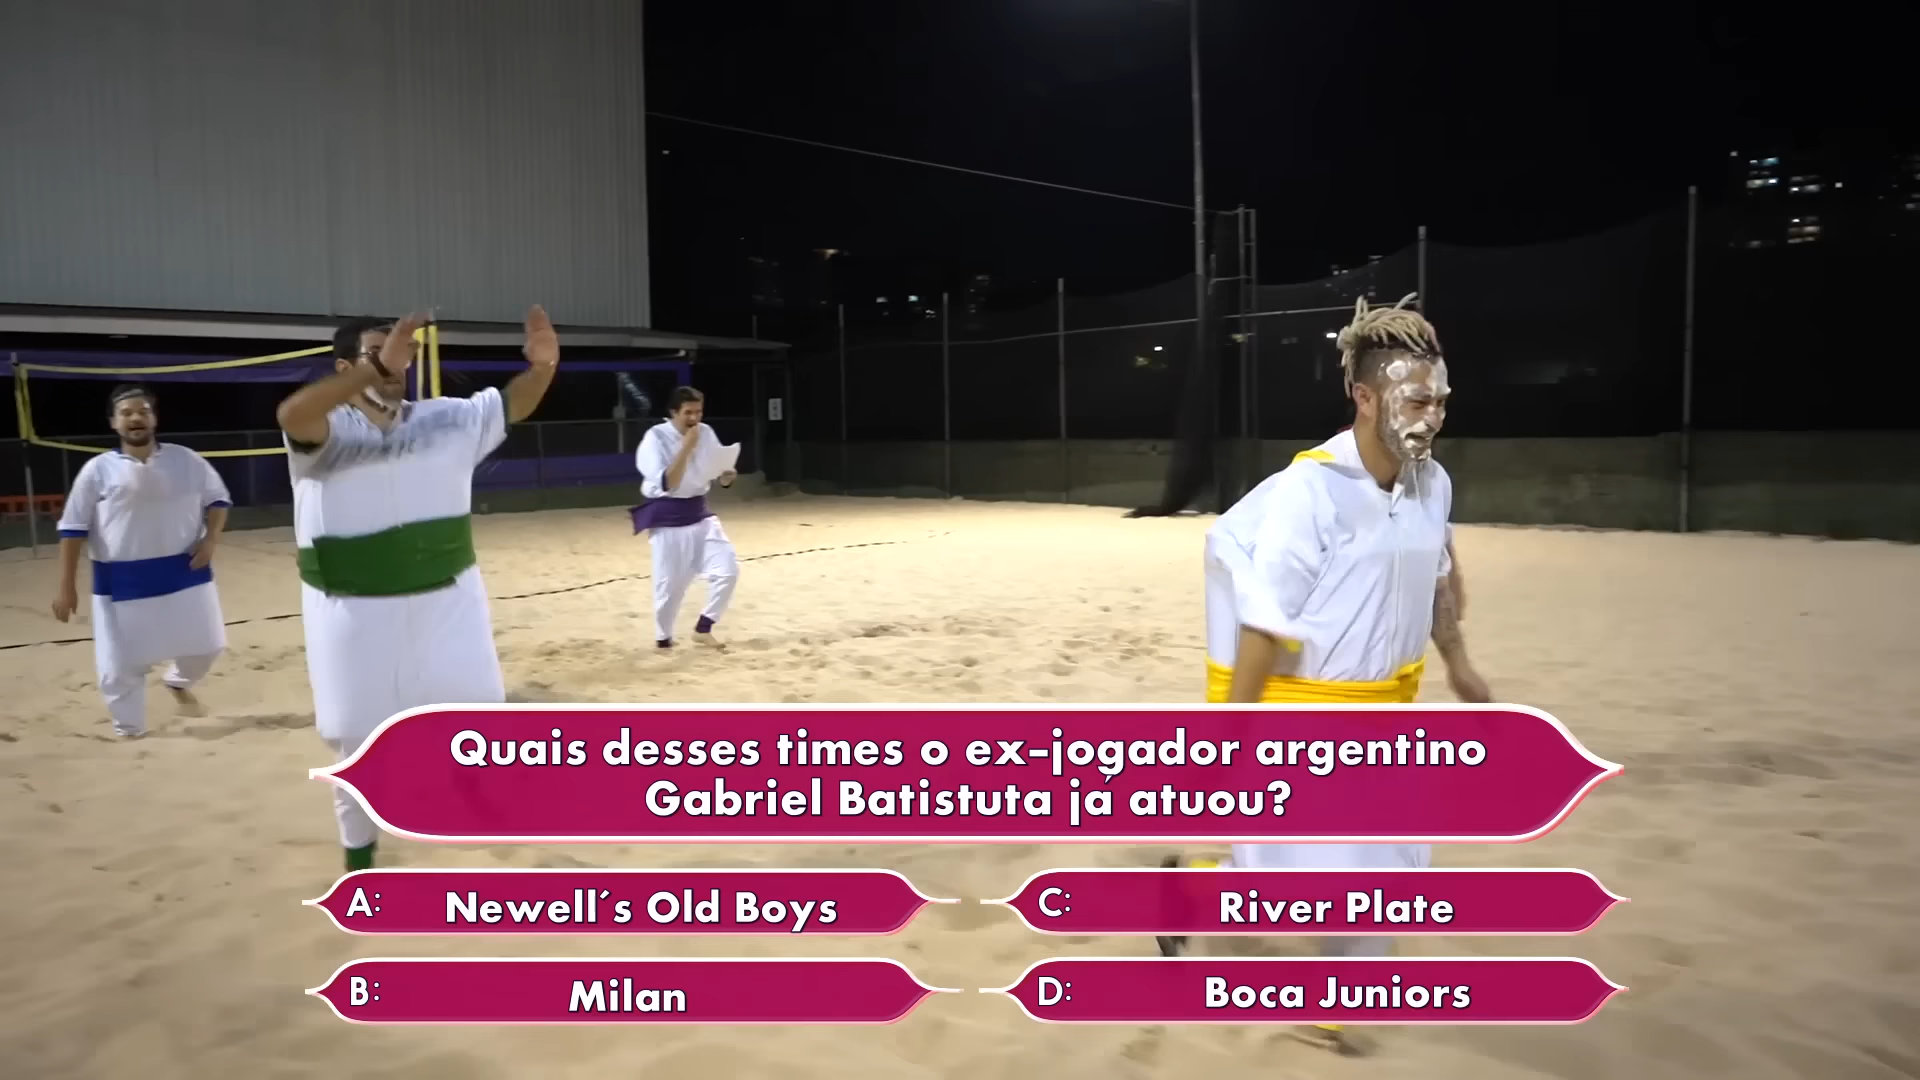 Quais desses times o ex-jogador argentino
Gabriel Batistuta já atuou?
A: Newell´s Old Boys
C: River Plate
B: Milan
D: Boca Juniors